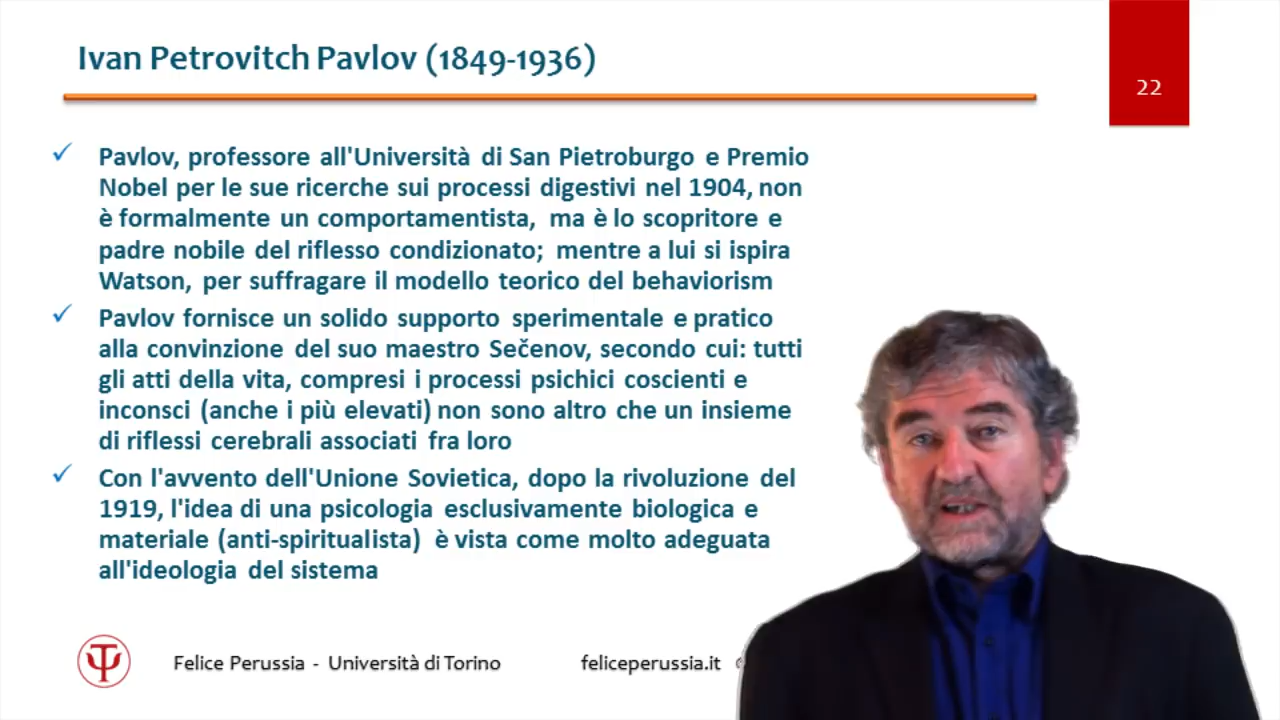 Ivan Petrovitch Pavlov (1849-1936)
22
Pavlov, professore all'Università di San Pietroburgo e Premio
Nobel per le sue ricerche sui processi digestivi nel 1904, non
è formalmente un comportamentista, ma è lo scopritore e
padre nobile del riflesso condizionato; mentre a lui si ispira
Watson, per suffragare il modello teorico del behaviorism
Pavlov fornisce un solido supporto sperimentale e pratico
alla convinzione del suo maestro Sečenov, secondo cui: tutti
gli atti della vita, compresi i processi psichici coscienti e
inconsci (anche i più elevati) non sono altro che un insieme
di riflessi cerebrali associati fra loro
Con l'avvento dell'Unione Sovietica, dopo la rivoluzione del
1919, l'idea di una psicologia esclusivamente biologica e
materiale (anti-spiritualista) è vista come molto adeguata
all'ideologia del sistema
Felice Perussia - Università di Torino feliceperussia.it